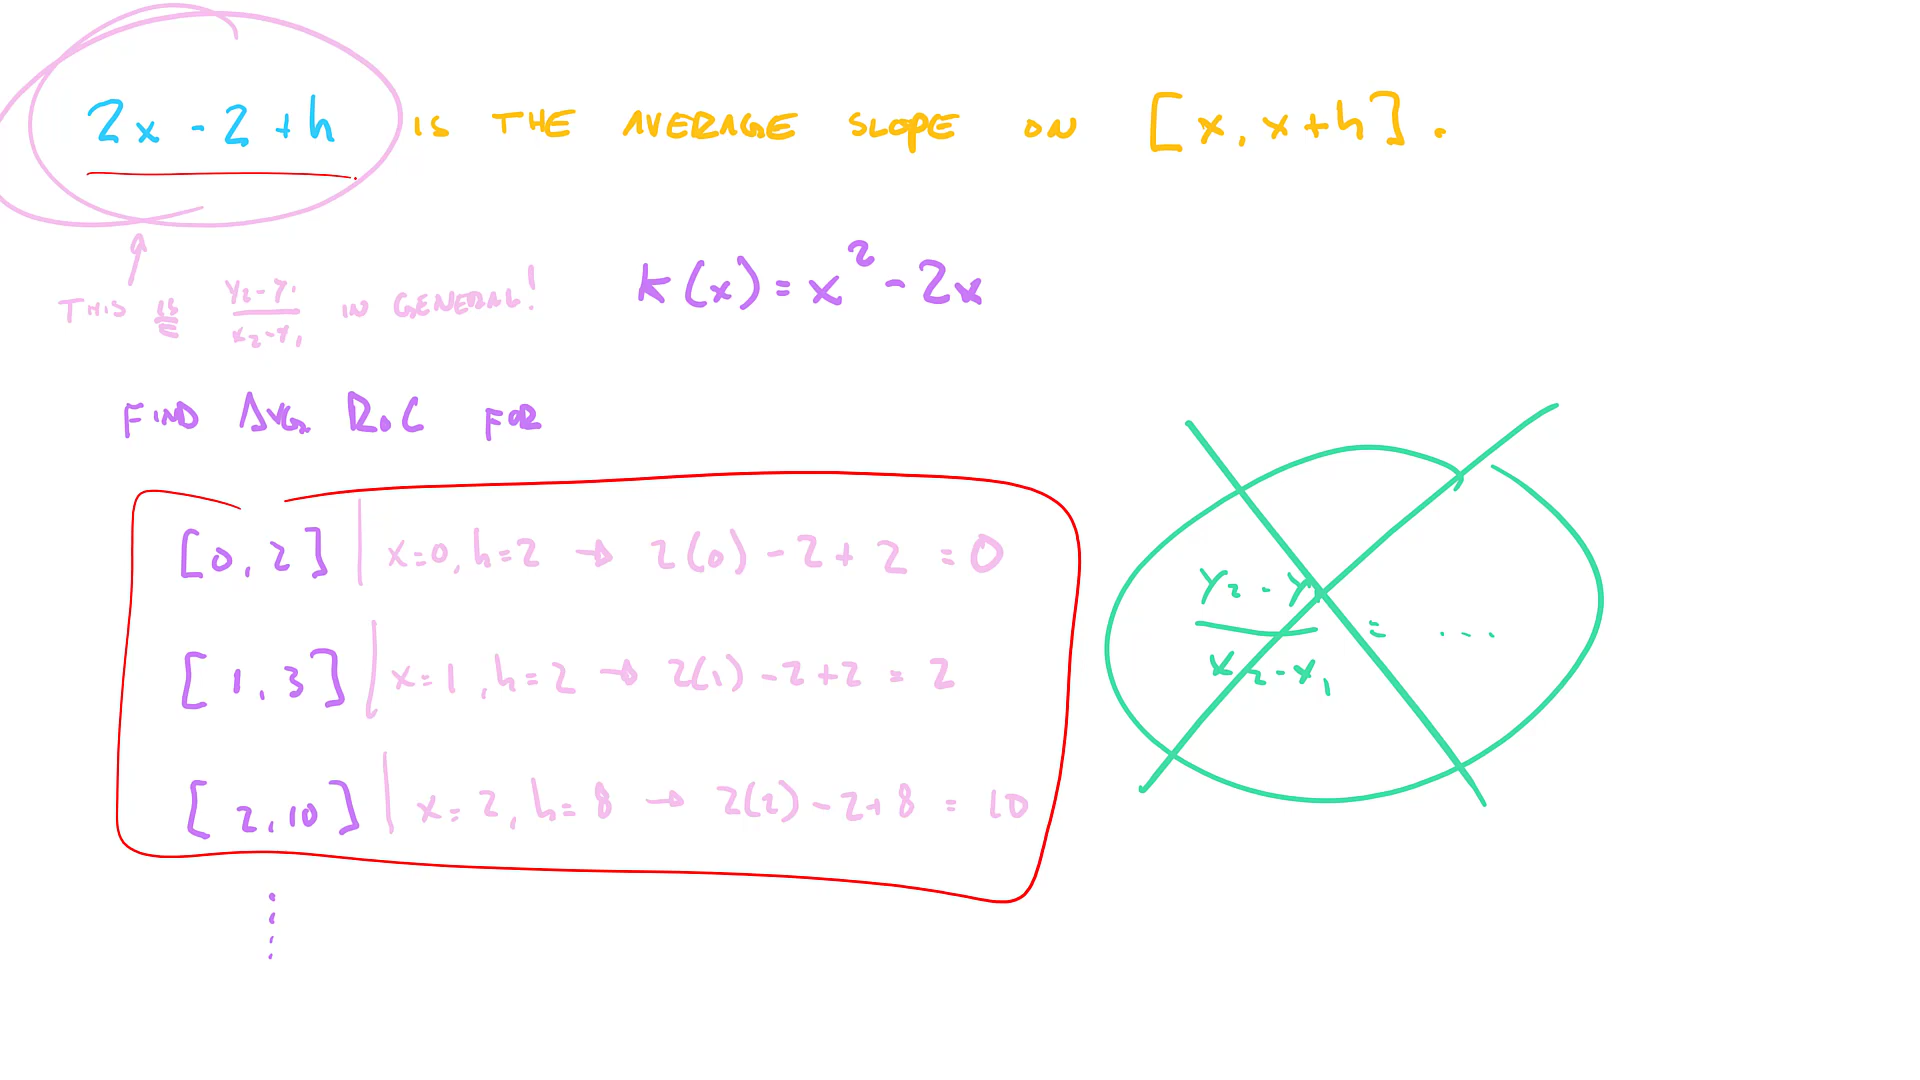 2x - 2 + h IS THE AVERAGE SLOPE ON [x, x+h].
THIS IS y₂-y₁/x₂-x₁ IN GENERAL!
k(x) = x² - 2x
FIND AVG. RoC FOR
[0, 2] | x=0, h=2 → 2(0) - 2 + 2 = 0
[1, 3] | x=1, h=2 → 2(1) - 2 + 2 = 2
[2, 10] | x=2, h=8 → 2(2) - 2 + 8 = 10
⋮
y₂ - y₁/x₂ - x₁ = ...